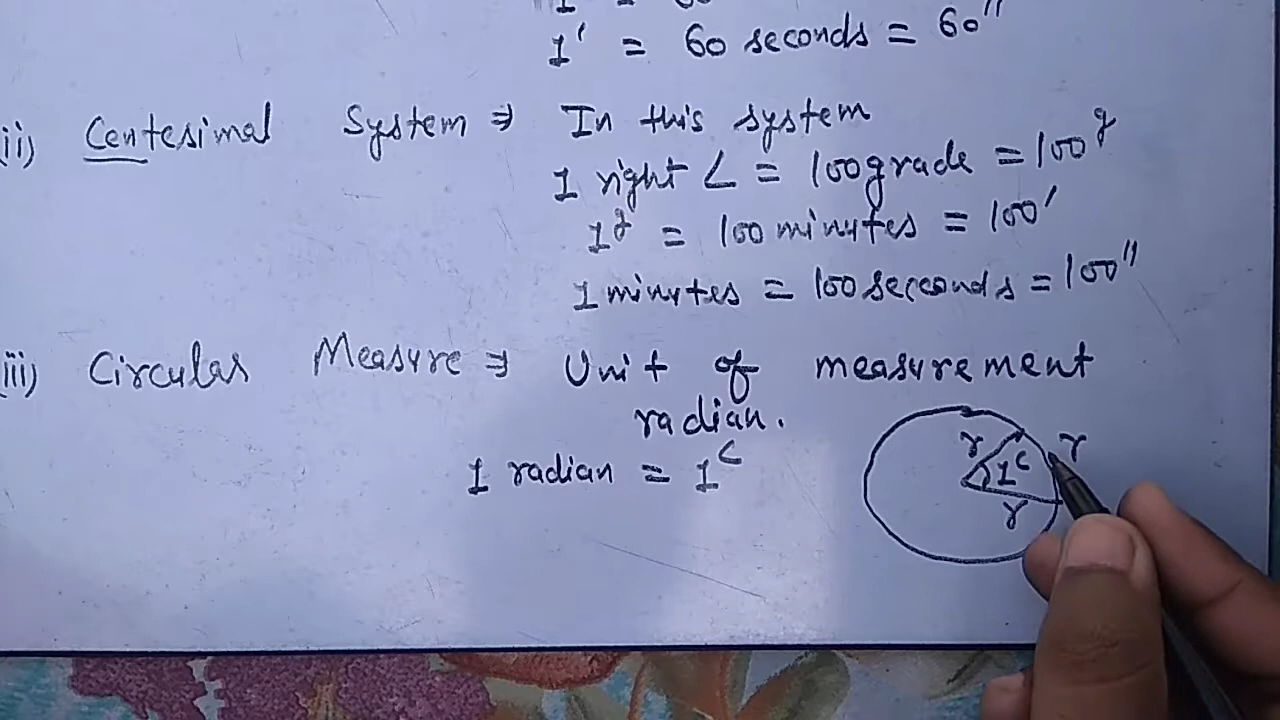 1' = 60 seconds = 60"
(ii) Centesimal System ⇒ In this system
1 right ∠ = 100grade = 100^g
1^g = 100 minutes = 100'
1 minutes = 100 seconds = 100"
(iii) Circular Measure ⇒ Unit of measurement
radian.
1 radian = 1^c
r 1^c r
r